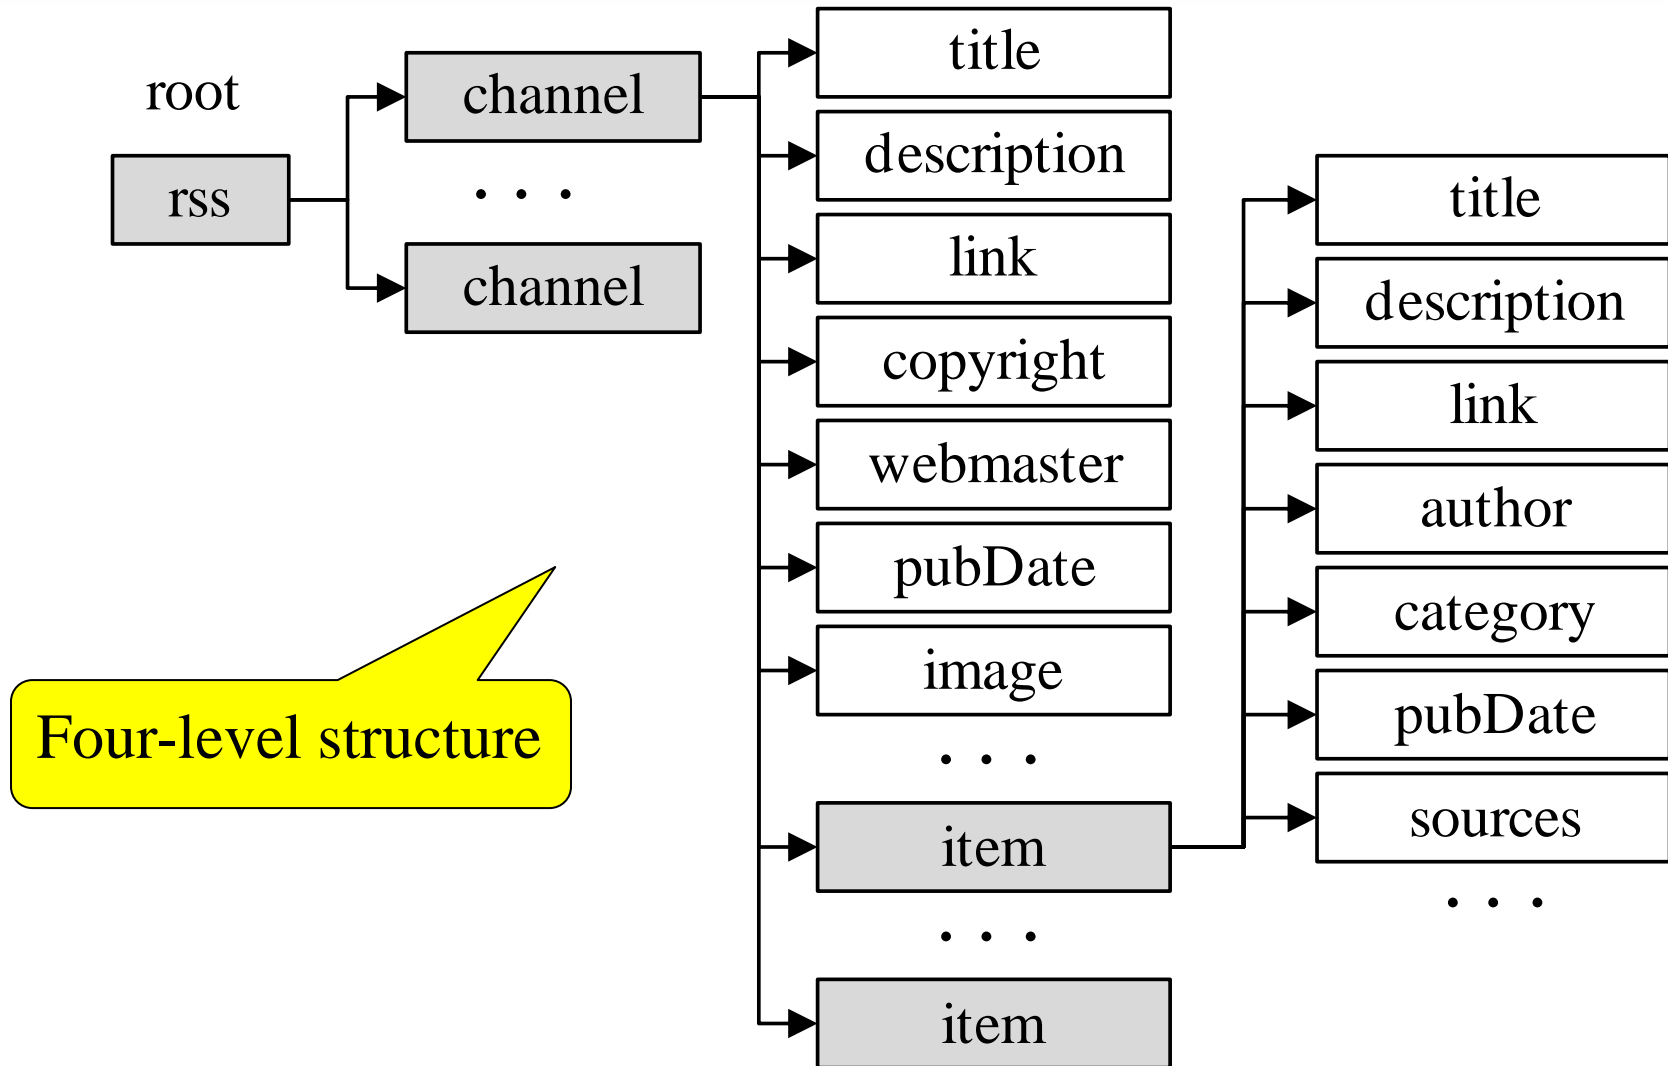 root
rss
channel
. . .
channel
title
description
link
copyright
webmaster
pubDate
image
. . .
item
. . .
item
title
description
link
author
category
pubDate
sources
. . .
Four-level structure